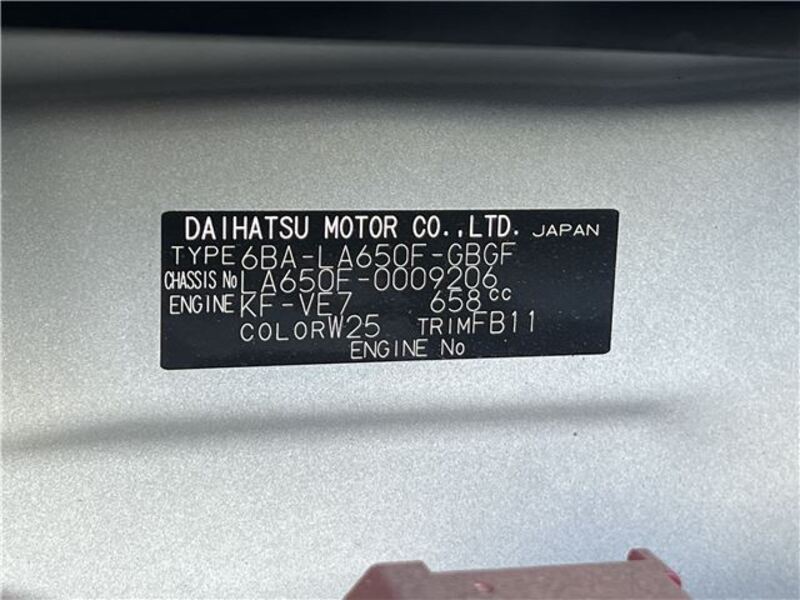 DAIHATSU MOTOR CO.,LTD. JAPAN
TYPE 6BA-LA650F-GBGF
CHASSIS No LA650F-0009206
ENGINE KF-VE7 658cc
COLOR W25 TRIM FB11
ENGINE No